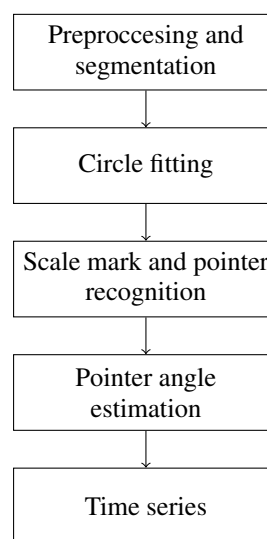 Preproccesing and
segmentation
Circle fitting
Scale mark and pointer
recognition
Pointer angle
estimation
Time series